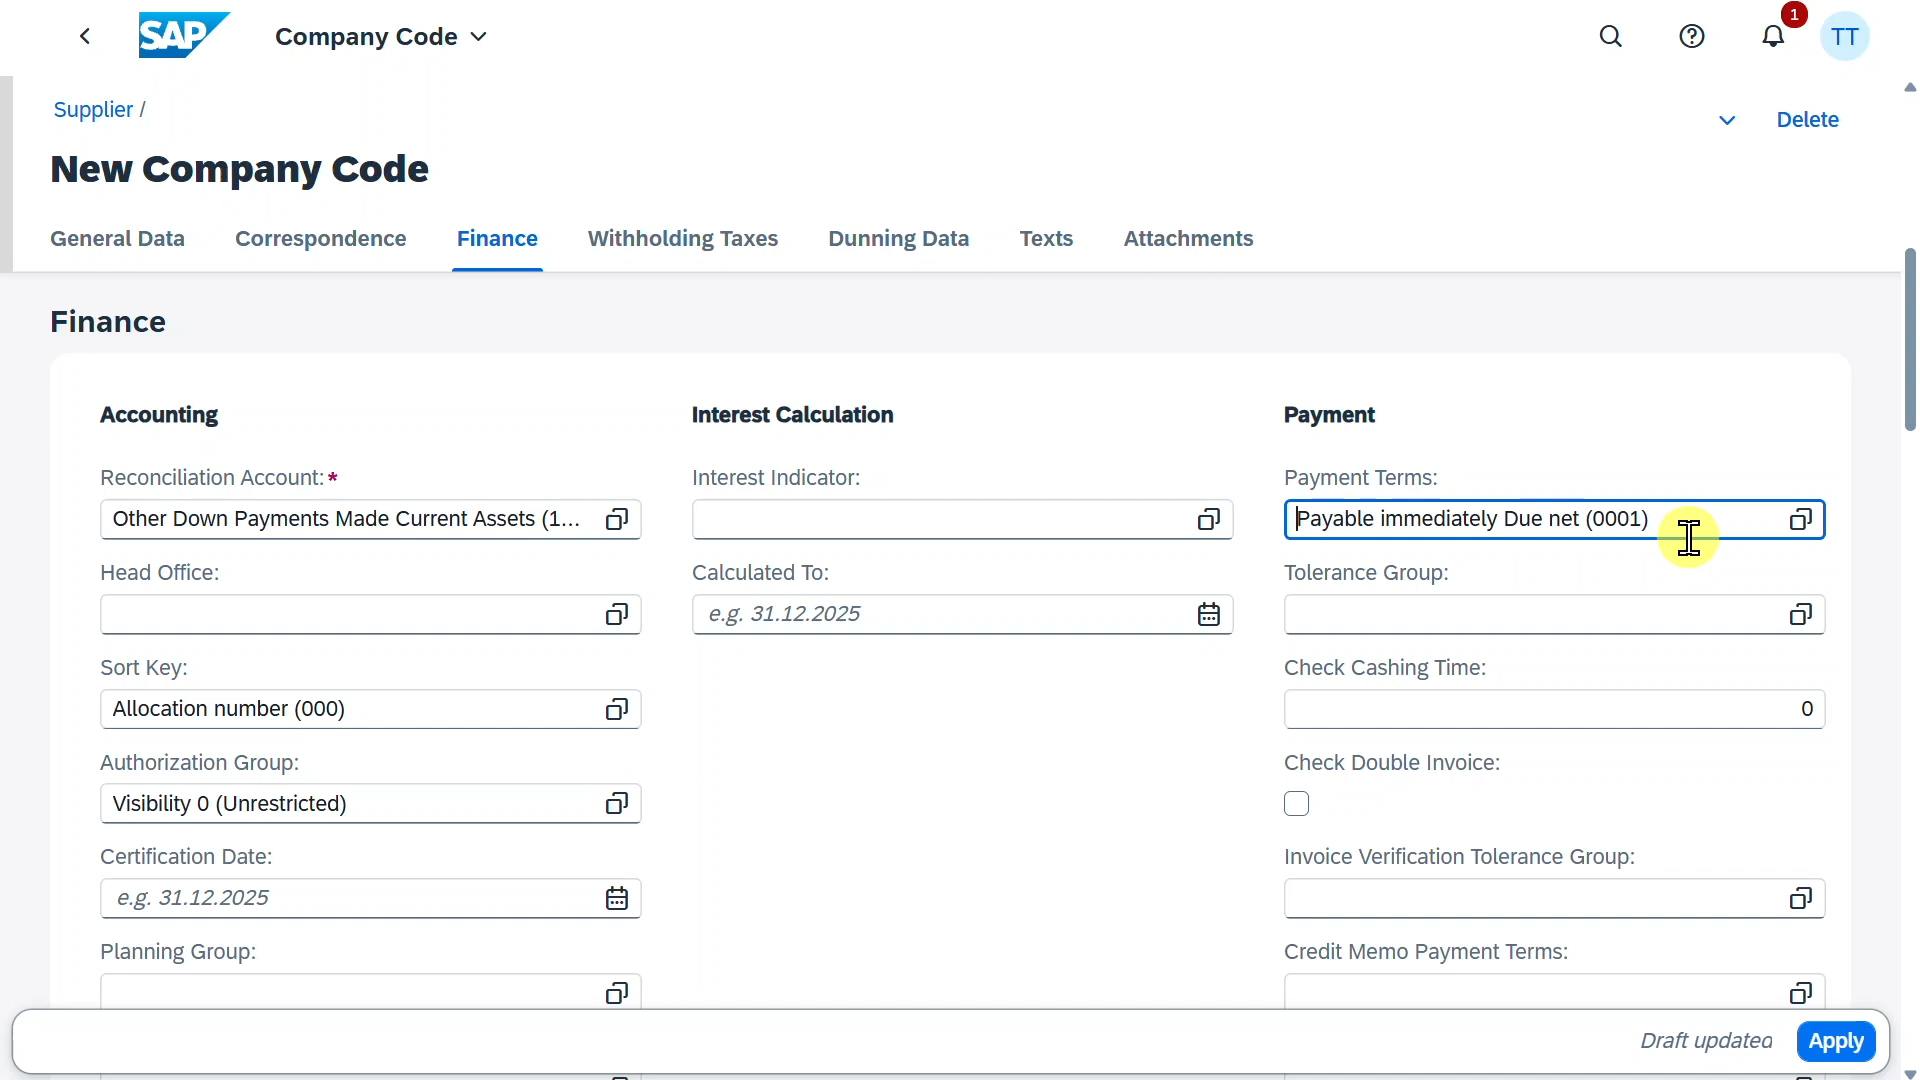 SAP
Company Code
1
TT
Supplier /
Delete
New Company Code
General Data Correspondence Finance Withholding Taxes Dunning Data Texts Attachments
Finance
Accounting
Reconciliation Account:*
Other Down Payments Made Current Assets (1...
Head Office:
Sort Key:
Allocation number (000)
Authorization Group:
Visibility 0 (Unrestricted)
Certification Date:
e.g. 31.12.2025
Planning Group:
Interest Calculation
Interest Indicator:
Calculated To:
e.g. 31.12.2025
Payment
Payment Terms:
Payable immediately Due net (0001)
Tolerance Group:
Check Cashing Time:
0
Check Double Invoice:
Invoice Verification Tolerance Group:
Credit Memo Payment Terms:
Draft updated
Apply